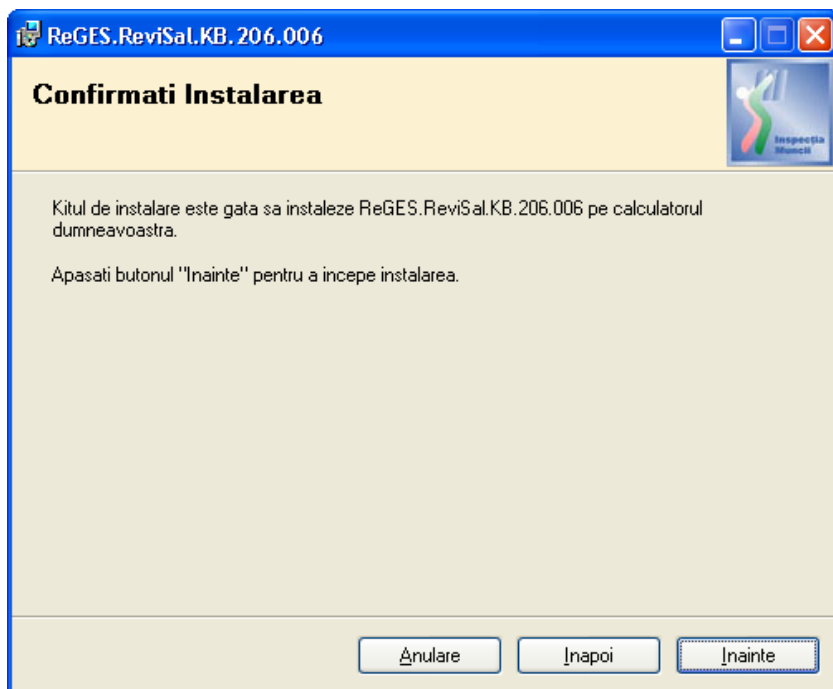 ReGES.ReviSal.KB.206.006
Confirmati Instalarea
Inspecţia
Muncii
Kitul de instalare este gata sa instaleze ReGES.ReviSal.KB.206.006 pe calculatorul
dumneavoastra.
Apasati butonul "Inainte" pentru a incepe instalarea.
Anulare
Inapoi
Inainte